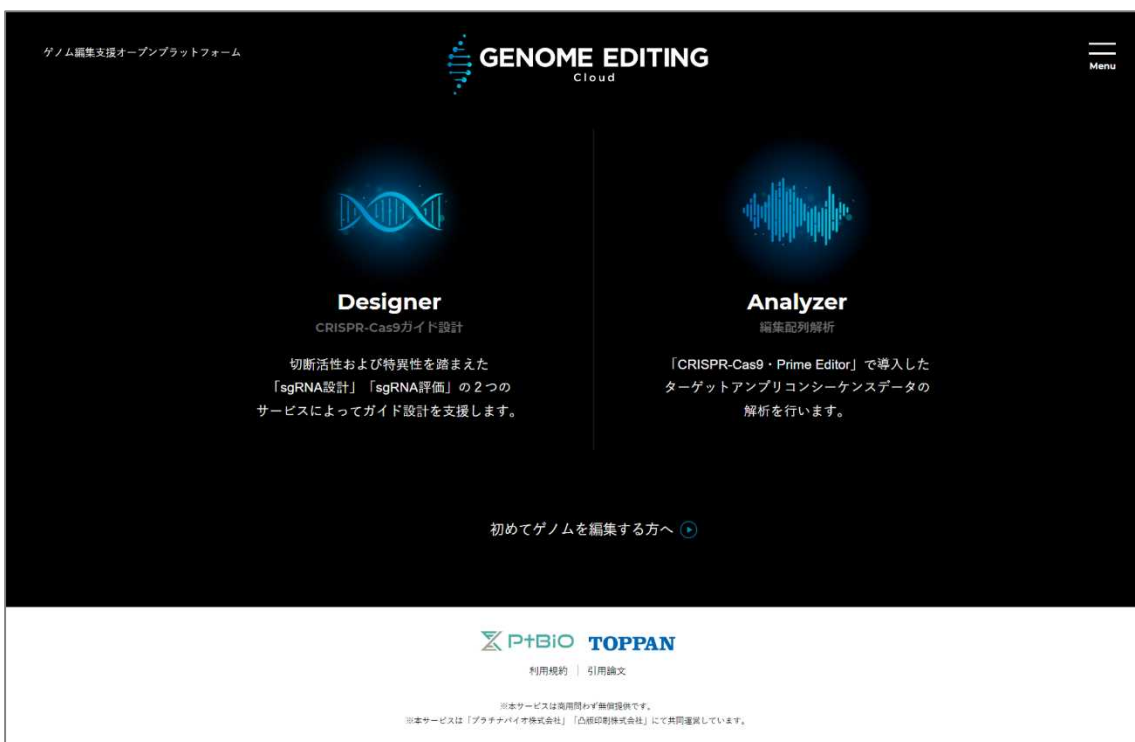 ゲノム編集支援オープンプラットフォーム
GENOME EDITING
Cloud
Menu
Designer
CRISPR-Cas9ガイド設計
切断活性および特異性を踏まえた
「sgRNA設計」「sgRNA評価」の2つの
サービスによってガイド設計を支援します。
Analyzer
編集配列解析
「CRISPR-Cas9・Prime Editor」で導入した
ターゲットアンプリコンシーケンスデータの
解析を行います。
初めてゲノムを編集する方へ
PtBiO TOPPAN
利用規約 | 引用論文
※本サービスは商用問わず無償提供です。
※本サービスは「プラチナバイオ株式会社」「凸版印刷株式会社」にて共同運営しています。